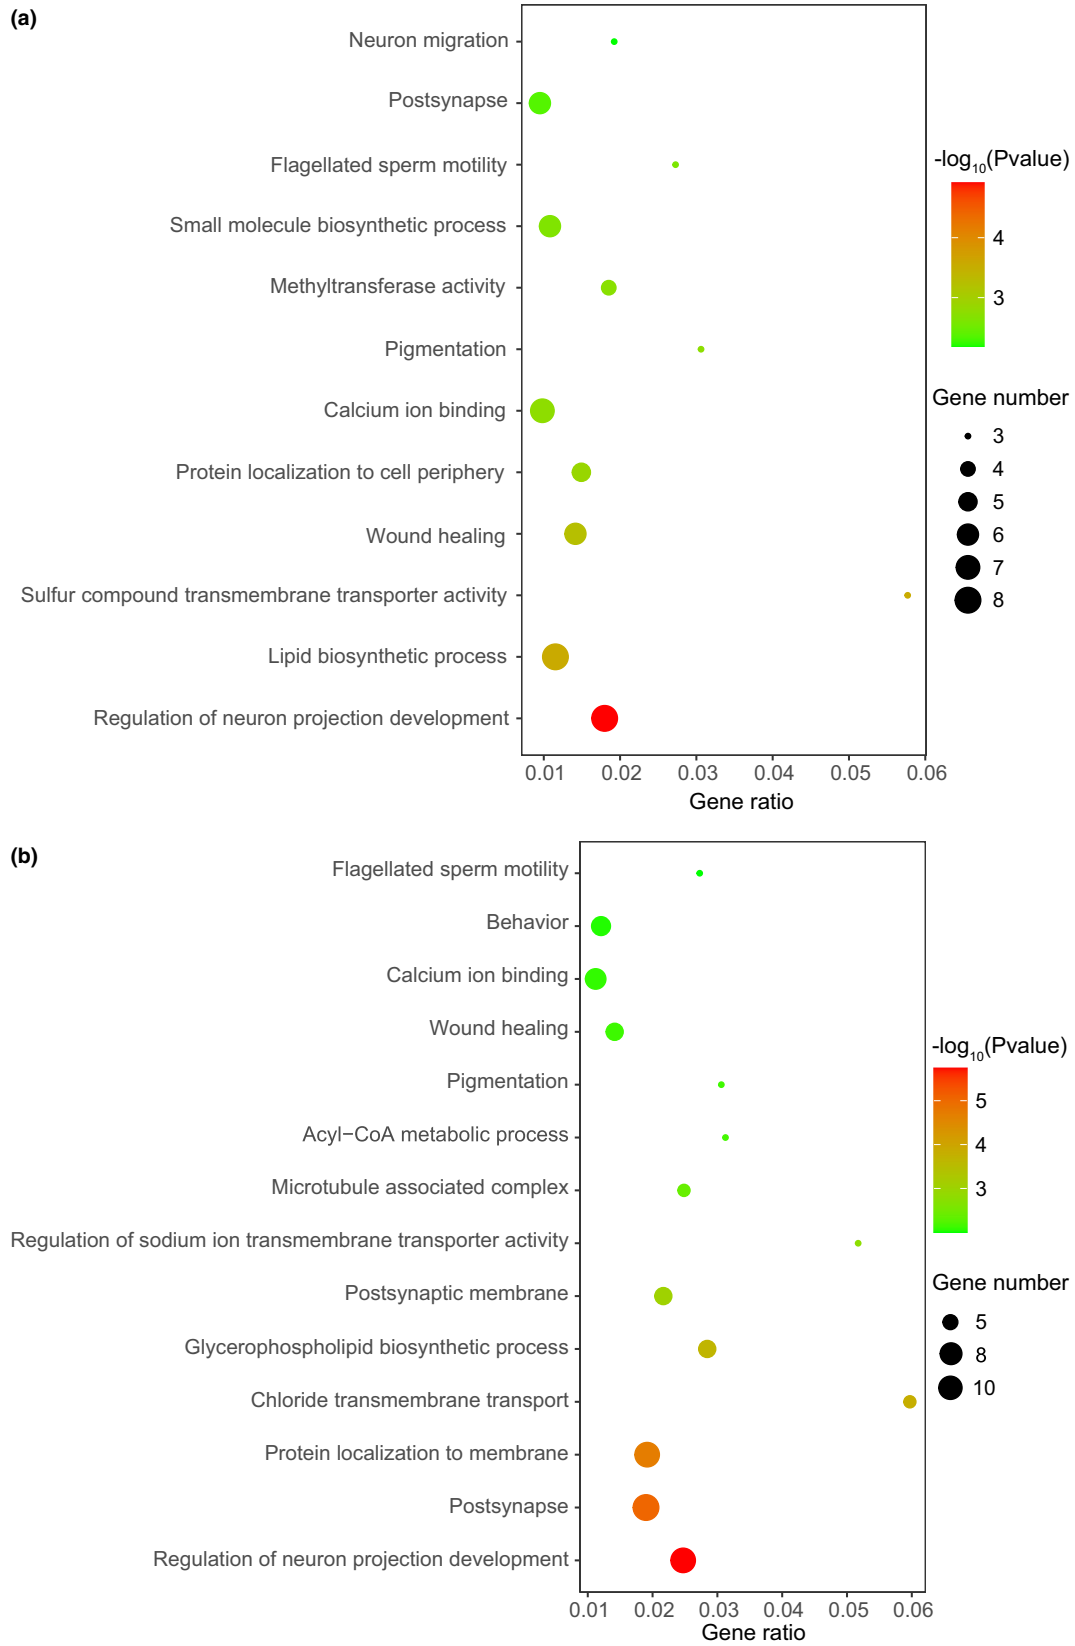 (a)
Neuron migration
Postsynapse
Flagellated sperm motility
Small molecule biosynthetic process
Methyltransferase activity
Pigmentation
Calcium ion binding
Protein localization to cell periphery
Wound healing
Sulfur compound transmembrane transporter activity
Lipid biosynthetic process
Regulation of neuron projection development
0.01 0.02 0.03 0.04 0.05 0.06
Gene ratio
-log10(Pvalue)
4
3
Gene number
3
4
5
6
7
8
(b)
Flagellated sperm motility
Behavior
Calcium ion binding
Wound healing
Pigmentation
Acyl−CoA metabolic process
Microtubule associated complex
Regulation of sodium ion transmembrane transporter activity
Postsynaptic membrane
Glycerophospholipid biosynthetic process
Chloride transmembrane transport
Protein localization to membrane
Postsynapse
Regulation of neuron projection development
0.01 0.02 0.03 0.04 0.05 0.06
Gene ratio
-log10(Pvalue)
5
4
3
Gene number
5
8
10